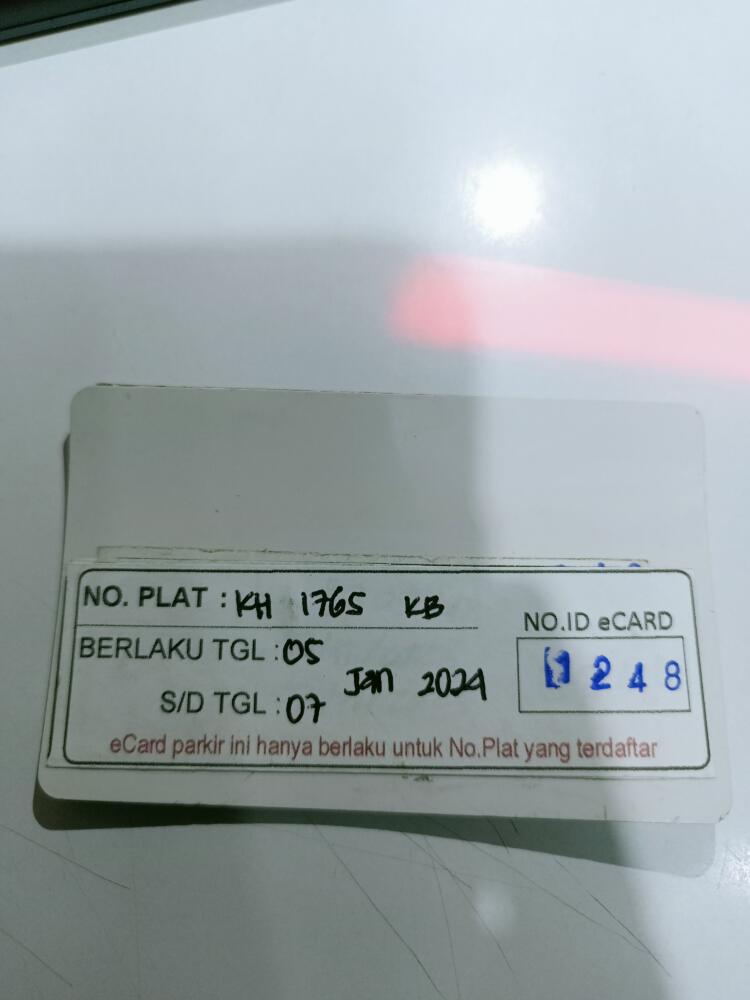 NO. PLAT : KH 1765 KB
BERLAKU TGL : 05
Jan 2024
S/D TGL : 07
NO.ID eCARD
1248
eCard parkir ini hanya berlaku untuk No.Plat yang terdaftar